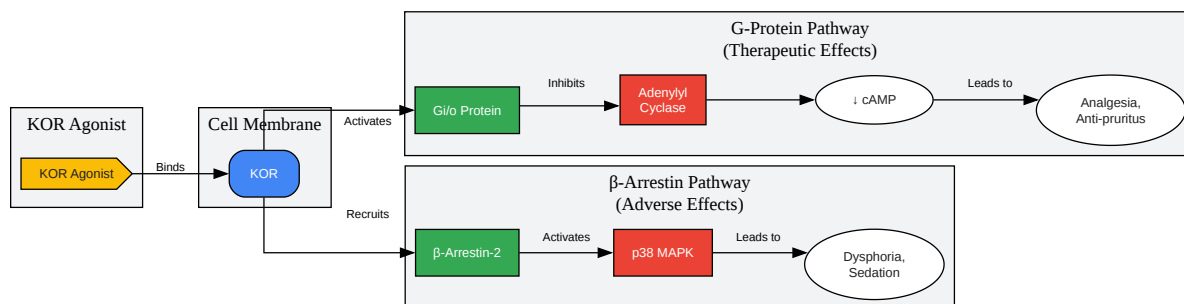 G-Protein Pathway
(Therapeutic Effects)
KOR Agonist
KOR Agonist
Binds
Cell Membrane
KOR
Activates
Gi/o Protein
Inhibits
Adenylyl
Cyclase
↓ cAMP
Leads to
Analgesia,
Anti-pruritus
β-Arrestin Pathway
(Adverse Effects)
Recruits
β-Arrestin-2
Activates
p38 MAPK
Leads to
Dysphoria,
Sedation